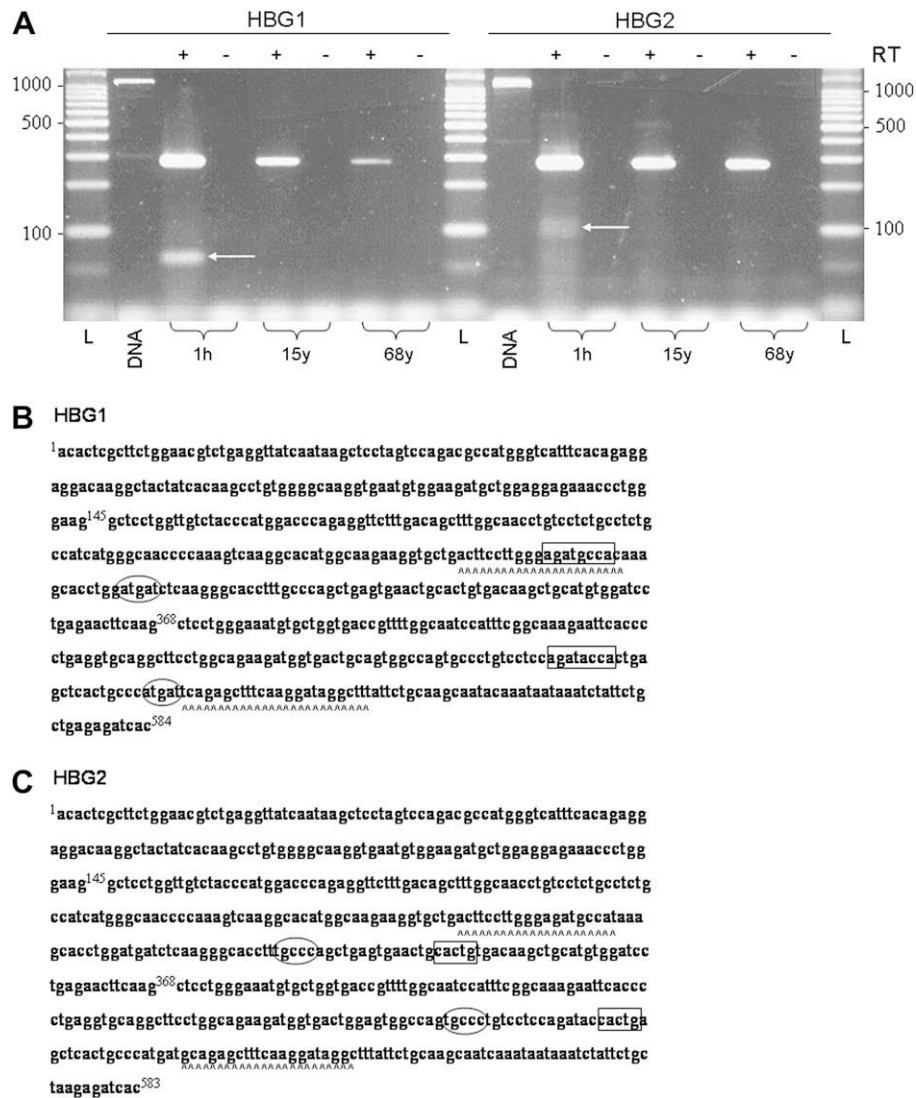 A
HBG1 HBG2
+ - + - + - + - + - + - RT
1000 1000
500 500
100 100
L DNA 1h 15y 68y L DNA 1h 15y 68y L
B HBG1
1acactcgcttctggaacgtctgaggttatcaataagctcctagtccagacgccatgggtcatttcacagagg
aggacaaggctactatcacaagcctgtggggcaaggtgaatgtggaagatgctggaggagaaaccctgg
gaag145gctcctggttgtctacccatggacccagaggttctttgacagctttggcaacctgtcctctgcctctg
ccatcatgggcaaccccaaagtcaaggcacatggcaagaaggtgctgacttccttgggagatgccacaaa
^^^^^^^^^^^^^^^^^^^^^^
gcacctggatgatctcaagggcacctttgcccagctgagtgaactgcactgtgacaagctgcatgtggatcc
tgagaacttcaag368ctcctgggaaatgtgctggtgaccgttttggcaatccatttcggcaaagaattcaccc
ctgaggtgcaggcttcctggcagaagatggtgactgcagtggccagtgccctgtcctccagataccactga
gctcactgcccatgattcagagctttcaaggataggctttattctgcaagcaatacaaataataaatctattctg
^^^^^^^^^^^^^^^^^^^^^^^^
ctgagagatcac584
C HBG2
1acactcgcttctggaacgtctgaggttatcaataagctcctagtccagacgccatgggtcatttcacagagg
aggacaaggctactatcacaagcctgtggggcaaggtgaatgtggaagatgctggaggagaaaccctgg
gaag145gctcctggttgtctacccatggacccagaggttctttgacagctttggcaacctgtcctctgcctctg
ccatcatgggcaaccccaaagtcaaggcacatggcaagaaggtgctgacttccttgggagatgccataaa
^^^^^^^^^^^^^^^^^^^^^
gcacctggatgatctcaagggcacctttgcccagctgagtgaactgcactgtgacaagctgcatgtggatcc
tgagaacttcaag368ctcctgggaaatgtgctggtgaccgttttggcaatccatttcggcaaagaattcaccc
ctgaggtgcaggcttcctggcagaagatggtgactggagtggccagtgccctgtcctccagataccactga
gctcactgcccatgatgcagagctttcaaggataggctttattctgcaagcaatcaaataataaatctattctgc
^^^^^^^^^^^^^^^^^^^^^^^
taagagatcac583